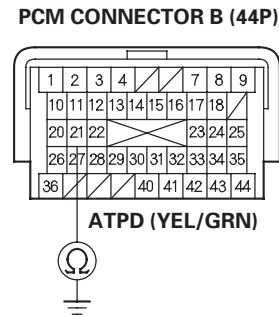 PCM CONNECTOR B (44P)
1 2 3 4 7 8 9
10 11 12 13 14 15 16 17 18
20 21 22 23 24 25
26 27 28 29 30 31 32 33 34 35
36 40 41 42 43 44
ATPD (YEL/GRN)
Ω